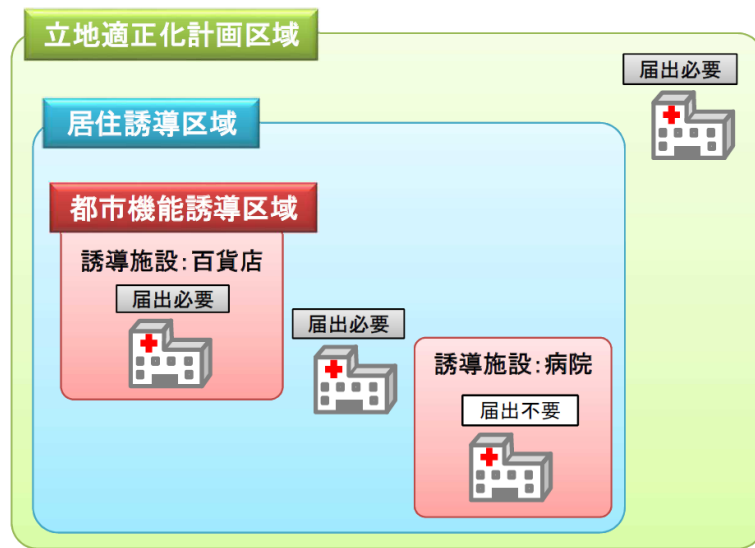 立地適正化計画区域
届出必要
居住誘導区域
都市機能誘導区域
誘導施設:百貨店
届出必要
届出必要
誘導施設:病院
届出不要